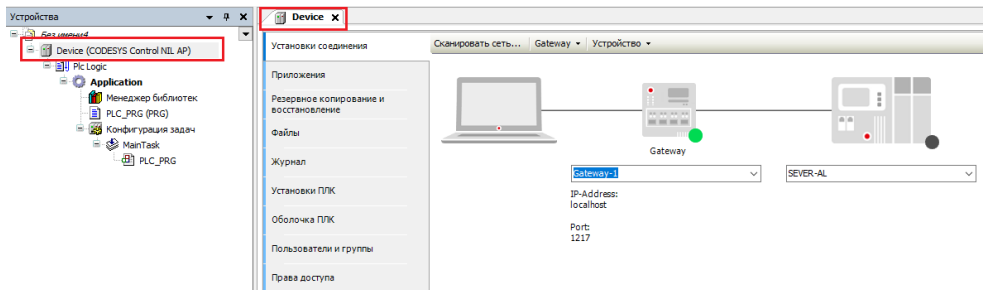 Устройства
Без имени4
Device (CODESYS Control NIL AP)
Plc Logic
Application
Менеджер библиотек
PLC_PRG (PRG)
Конфигурация задач
MainTask
PLC_PRG
Device
Установки соединения
Приложения
Резервное копирование и
восстановление
Файлы
Журнал
Установки ПЛК
Оболочка ПЛК
Пользователи и группы
Права доступа
Сканировать сеть... Gateway Устройство
Gateway
Gateway-1
IP-Address:
localhost
Port:
1217
SEVER-AL